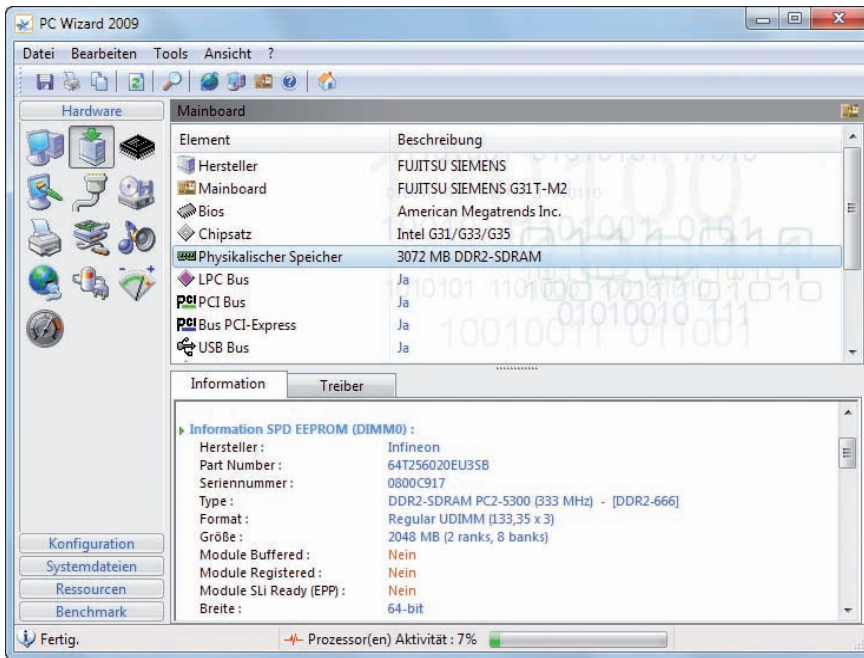 PC Wizard 2009
Datei Bearbeiten Tools Ansicht ?
Hardware
Konfiguration
Systemdateien
Ressourcen
Benchmark
Mainboard
Element Beschreibung
Hersteller FUJITSU SIEMENS
Mainboard FUJITSU SIEMENS G31T-M2
Bios American Megatrends Inc.
Chipsatz Intel G31/G33/G35
Physikalischer Speicher 3072 MB DDR2-SDRAM
LPC Bus Ja
PCI PCI Bus Ja
PCI Bus PCI-Express Ja
USB Bus Ja
Information Treiber
Information SPD EEPROM (DIMM0) :
Hersteller : Infineon
Part Number : 64T256020EU3SB
Seriennummer : 0800C917
Type : DDR2-SDRAM PC2-5300 (333 MHz) - [DDR2-666]
Format : Regular UDIMM (133,35 x 3)
Größe : 2048 MB (2 ranks, 8 banks)
Module Buffered : Nein
Module Registered : Nein
Module SLi Ready (EPP) : Nein
Breite : 64-bit
Fertig. Prozessor(en) Aktivität : 7%